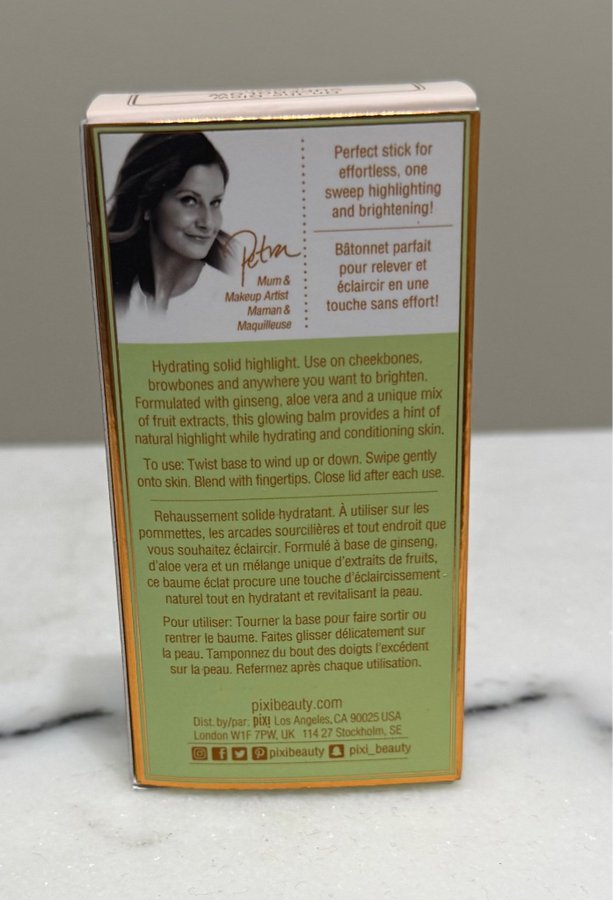 Petra
Mum &
Makeup Artist
Maman &
Maquilleuse
Perfect stick for
effortless, one
sweep highlighting
and brightening!
Bâtonnet parfait
pour relever et
éclaircir en une
touche sans effort!
Hydrating solid highlight. Use on cheekbones,
browbones and anywhere you want to brighten.
Formulated with ginseng, aloe vera and a unique mix
of fruit extracts, this glowing balm provides a hint of
natural highlight while hydrating and conditioning skin.
To use: Twist base to wind up or down. Swipe gently
onto skin. Blend with fingertips. Close lid after each use.
Rehaussement solide hydratant. À utiliser sur les
pommettes, les arcades sourcilières et tout endroit que
vous souhaitez éclaircir. Formulé à base de ginseng,
d'aloe vera et un mélange unique d'extraits de fruits,
ce baume éclat procure une touche d'éclaircissement
naturel tout en hydratant et revitalisant la peau.
Pour utiliser: Tourner la base pour faire sortir ou
rentrer le baume. Faites glisser délicatement sur
la peau. Tamponnez du bout des doigts l'excédent
sur la peau. Refermez après chaque utilisation.
pixibeauty.com
Dist. by/par. pixi Los Angeles, CA 90025 USA
London W1F 7PW, UK 114 27 Stockholm, SE
pixibeauty pixi_beauty